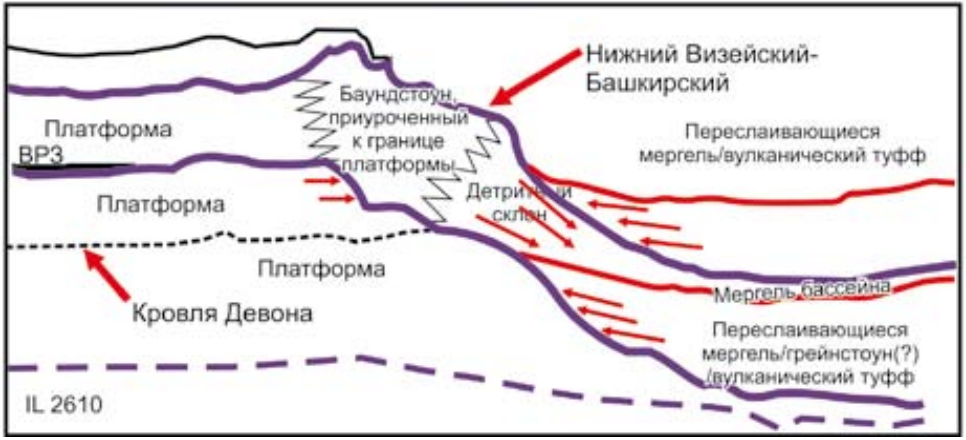 Нижний Визейский-
Башкирский
Баундстоун,
приуроченный
к границе
платформы
Платформа
Переслаивающиеся
мергель/вулканический туфф
ВРЗ
Платформа
Детритный
склон
Платформа
Кровля Девона
Мергель бассейна
Переслаивающиеся
мергель/грейнстоун(?)
/вулканический туфф
IL 2610